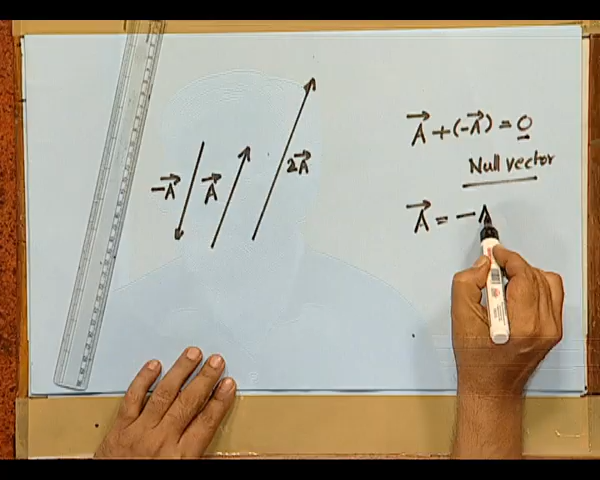 -A⃗
A⃗
2A⃗
A⃗ + (-A⃗) = 0
Null vector
A⃗ = - A